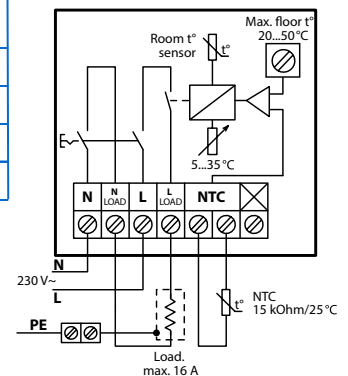 Max. floor t°
20...50°C
Room t°
sensor
t°
5...35°C
N
N
LOAD
L
L
LOAD
NTC
N
230 V~
L
PE
t°
NTC
15 kOhm/25°C
Load.
max. 16 A